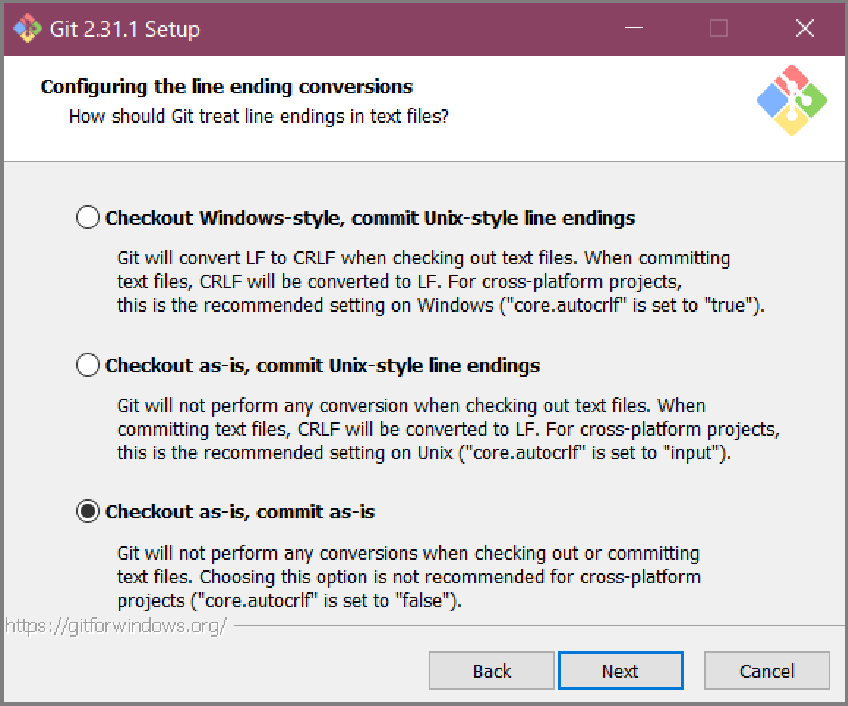 Git 2.31.1 Setup
Configuring the line ending conversions
How should Git treat line endings in text files?
Checkout Windows-style, commit Unix-style line endings
Git will convert LF to CRLF when checking out text files. When committing
text files, CRLF will be converted to LF. For cross-platform projects,
this is the recommended setting on Windows ("core.autocrlf" is set to "true").
Checkout as-is, commit Unix-style line endings
Git will not perform any conversion when checking out text files. When
committing text files, CRLF will be converted to LF. For cross-platform projects,
this is the recommended setting on Unix ("core.autocrlf" is set to "input").
Checkout as-is, commit as-is
Git will not perform any conversions when checking out or committing
text files. Choosing this option is not recommended for cross-platform
projects ("core.autocrlf" is set to "false").
https://gitforwindows.org/
Back Next Cancel